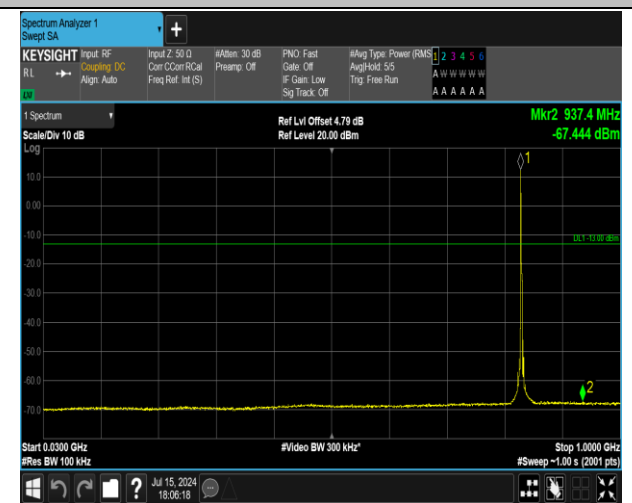 Spectrum Analyzer 1
Swept SA
+
KEYSIGHT
RL
Input: RF
Coupling: DC
Align: Auto
Input Z: 50 Ω
Corr CCorr RCal
Freq Ref: Int (S)
#Atten: 30 dB
Preamp: Off
PNO: Fast
Gate: Off
IF Gain: Low
Sig Track: Off
#Avg Type: Power (RMS
Avg|Hold: 5/5
Trig: Free Run
1 2 3 4 5 6
A W W W W W
A A A A A A
1 Spectrum
Scale/Div 10 dB
Log
Ref Lvl Offset 4.79 dB
Ref Level 20.00 dBm
Mkr2 937.4 MHz
-67.444 dBm
1
10.0
0.00
-10.0
DL1 -13.00 dBm
-20.0
-30.0
-40.0
-50.0
-60.0
2
-70.0
Start 0.0300 GHz
#Res BW 100 kHz
#Video BW 300 kHz*
Stop 1.0000 GHz
#Sweep ~1.00 s (2001 pts)
?
Jul 15, 2024
18:06:18